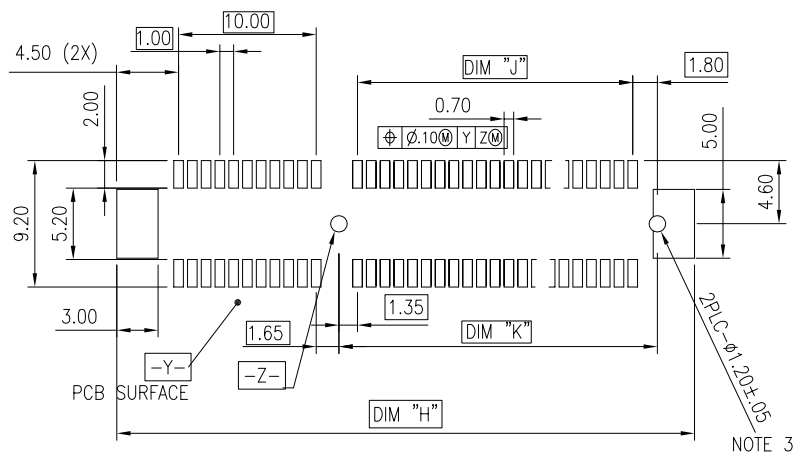 10.00
1.00
4.50 (2X)
DIM "J"
1.80
2.00
0.70
⌖ Ø.10Ⓜ Y ZⓂ
5.00
9.20
5.20
4.60
3.00
1.65
1.35
DIM "K"
-Y-
-Z-
PCB SURFACE
2PLC-Ø1.20±.05
DIM "H"
NOTE 3